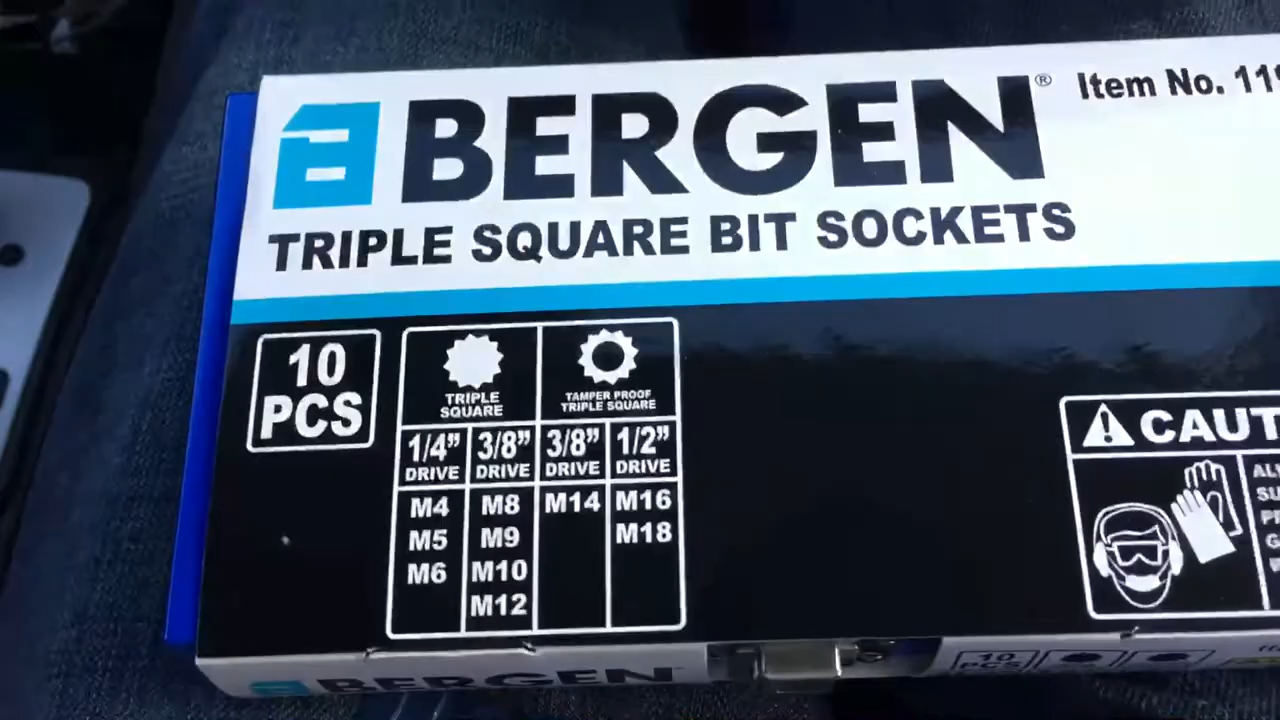 BERGEN®
Item No. 11
TRIPLE SQUARE BIT SOCKETS
10
PCS
TRIPLE
SQUARE
TAMPER PROOF
TRIPLE SQUARE
1/4” 3/8” 3/8” 1/2”
DRIVE DRIVE DRIVE DRIVE
M4 M8 M14 M16
M5 M9 M18
M6 M10
M12
CAUT
BERGEN
10
PCS